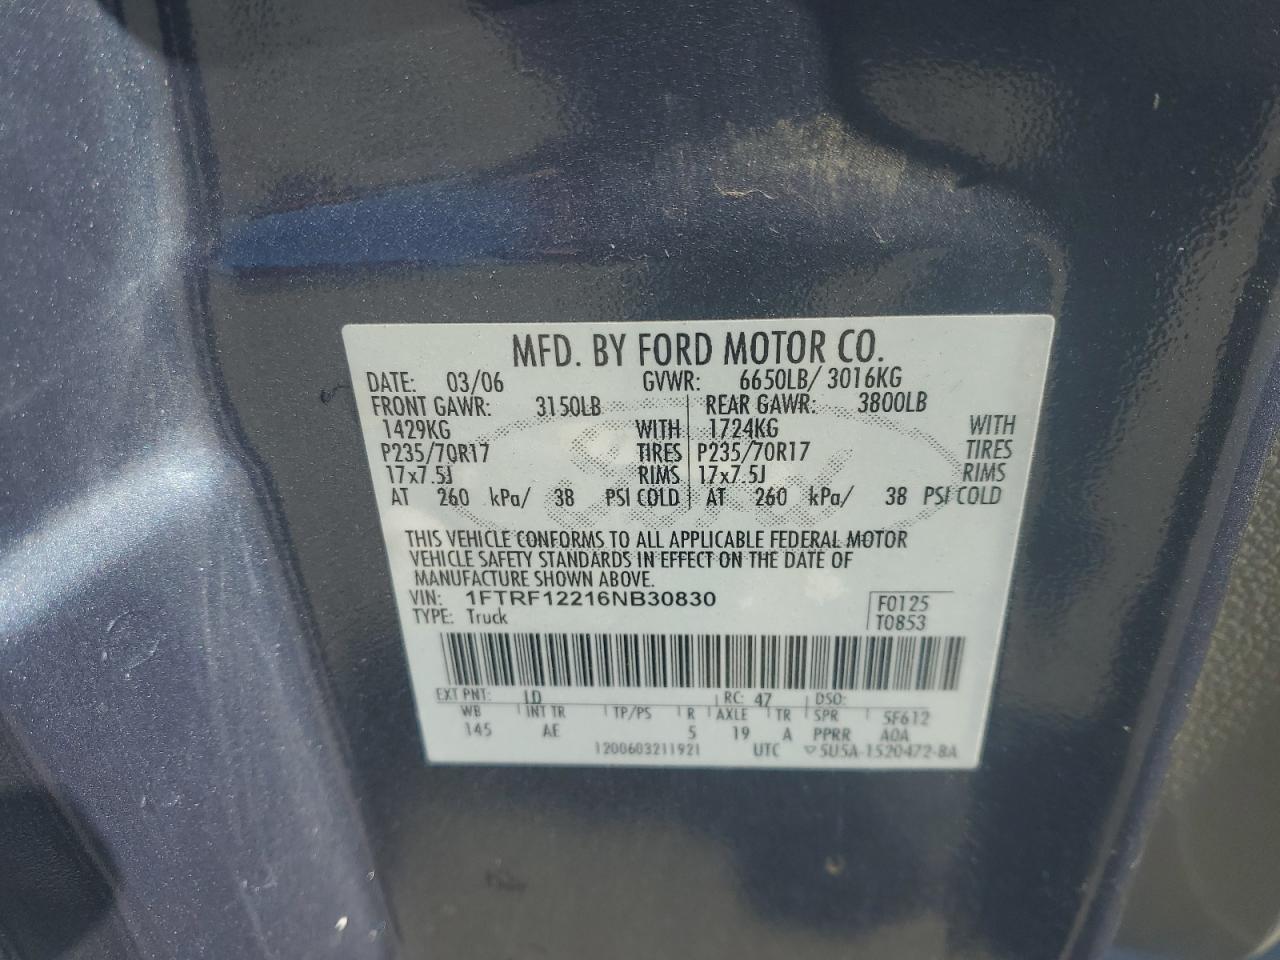 MFD. BY FORD MOTOR CO.
DATE: 03/06 GVWR: 6650LB/ 3016KG
FRONT GAWR: 3150LB REAR GAWR: 3800LB
1429KG WITH 1724KG WITH
P235/70R17 TIRES P235/70R17 TIRES
17x7.5J RIMS 17x7.5J RIMS
AT 260 kPa/ 38 PSI COLD AT 260 kPa/ 38 PSI COLD
THIS VEHICLE CONFORMS TO ALL APPLICABLE FEDERAL MOTOR
VEHICLE SAFETY STANDARDS IN EFFECT ON THE DATE OF
MANUFACTURE SHOWN ABOVE.
VIN: 1FTRF12216NB30830 F0125
TYPE: Truck T0853
EXT PNT: LD RC: 47 DSO:
WB INT TR TP/PS R AXLE TR SPR 5F612
145 AE 5 19 A PPRR A0A
1200603211921 UTC ▽5U5A-1520472-BA